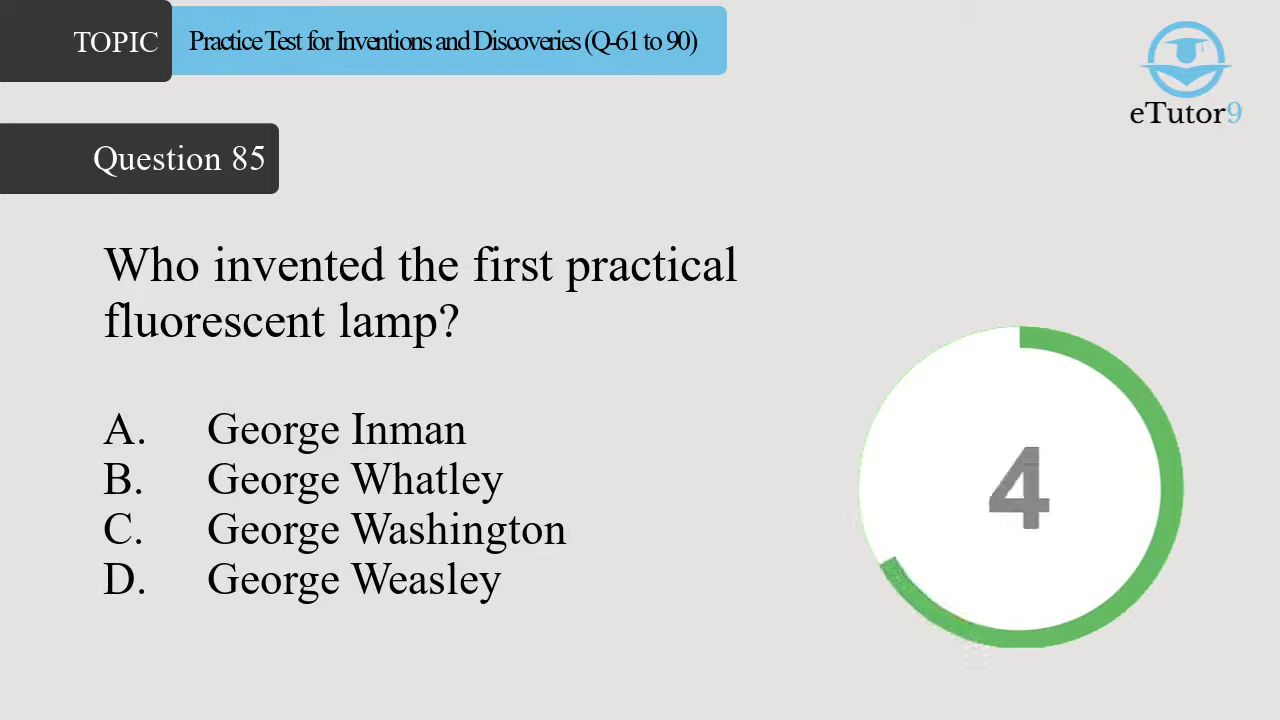 TOPIC
Practice Test for Inventions and Discoveries (Q-61 to 90)
eTutor9
Question 85
Who invented the first practical
fluorescent lamp?
A. George Inman
B. George Whatley
C. George Washington
D. George Weasley
4